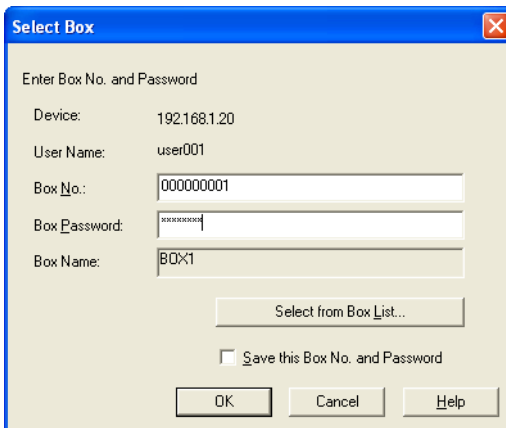 Select Box
Enter Box No. and Password
Device: 192.168.1.20
User Name: user001
Box No.: 000000001
Box Password: ********
Box Name: BOX1
Select from Box List...
Save this Box No. and Password
OK Cancel Help